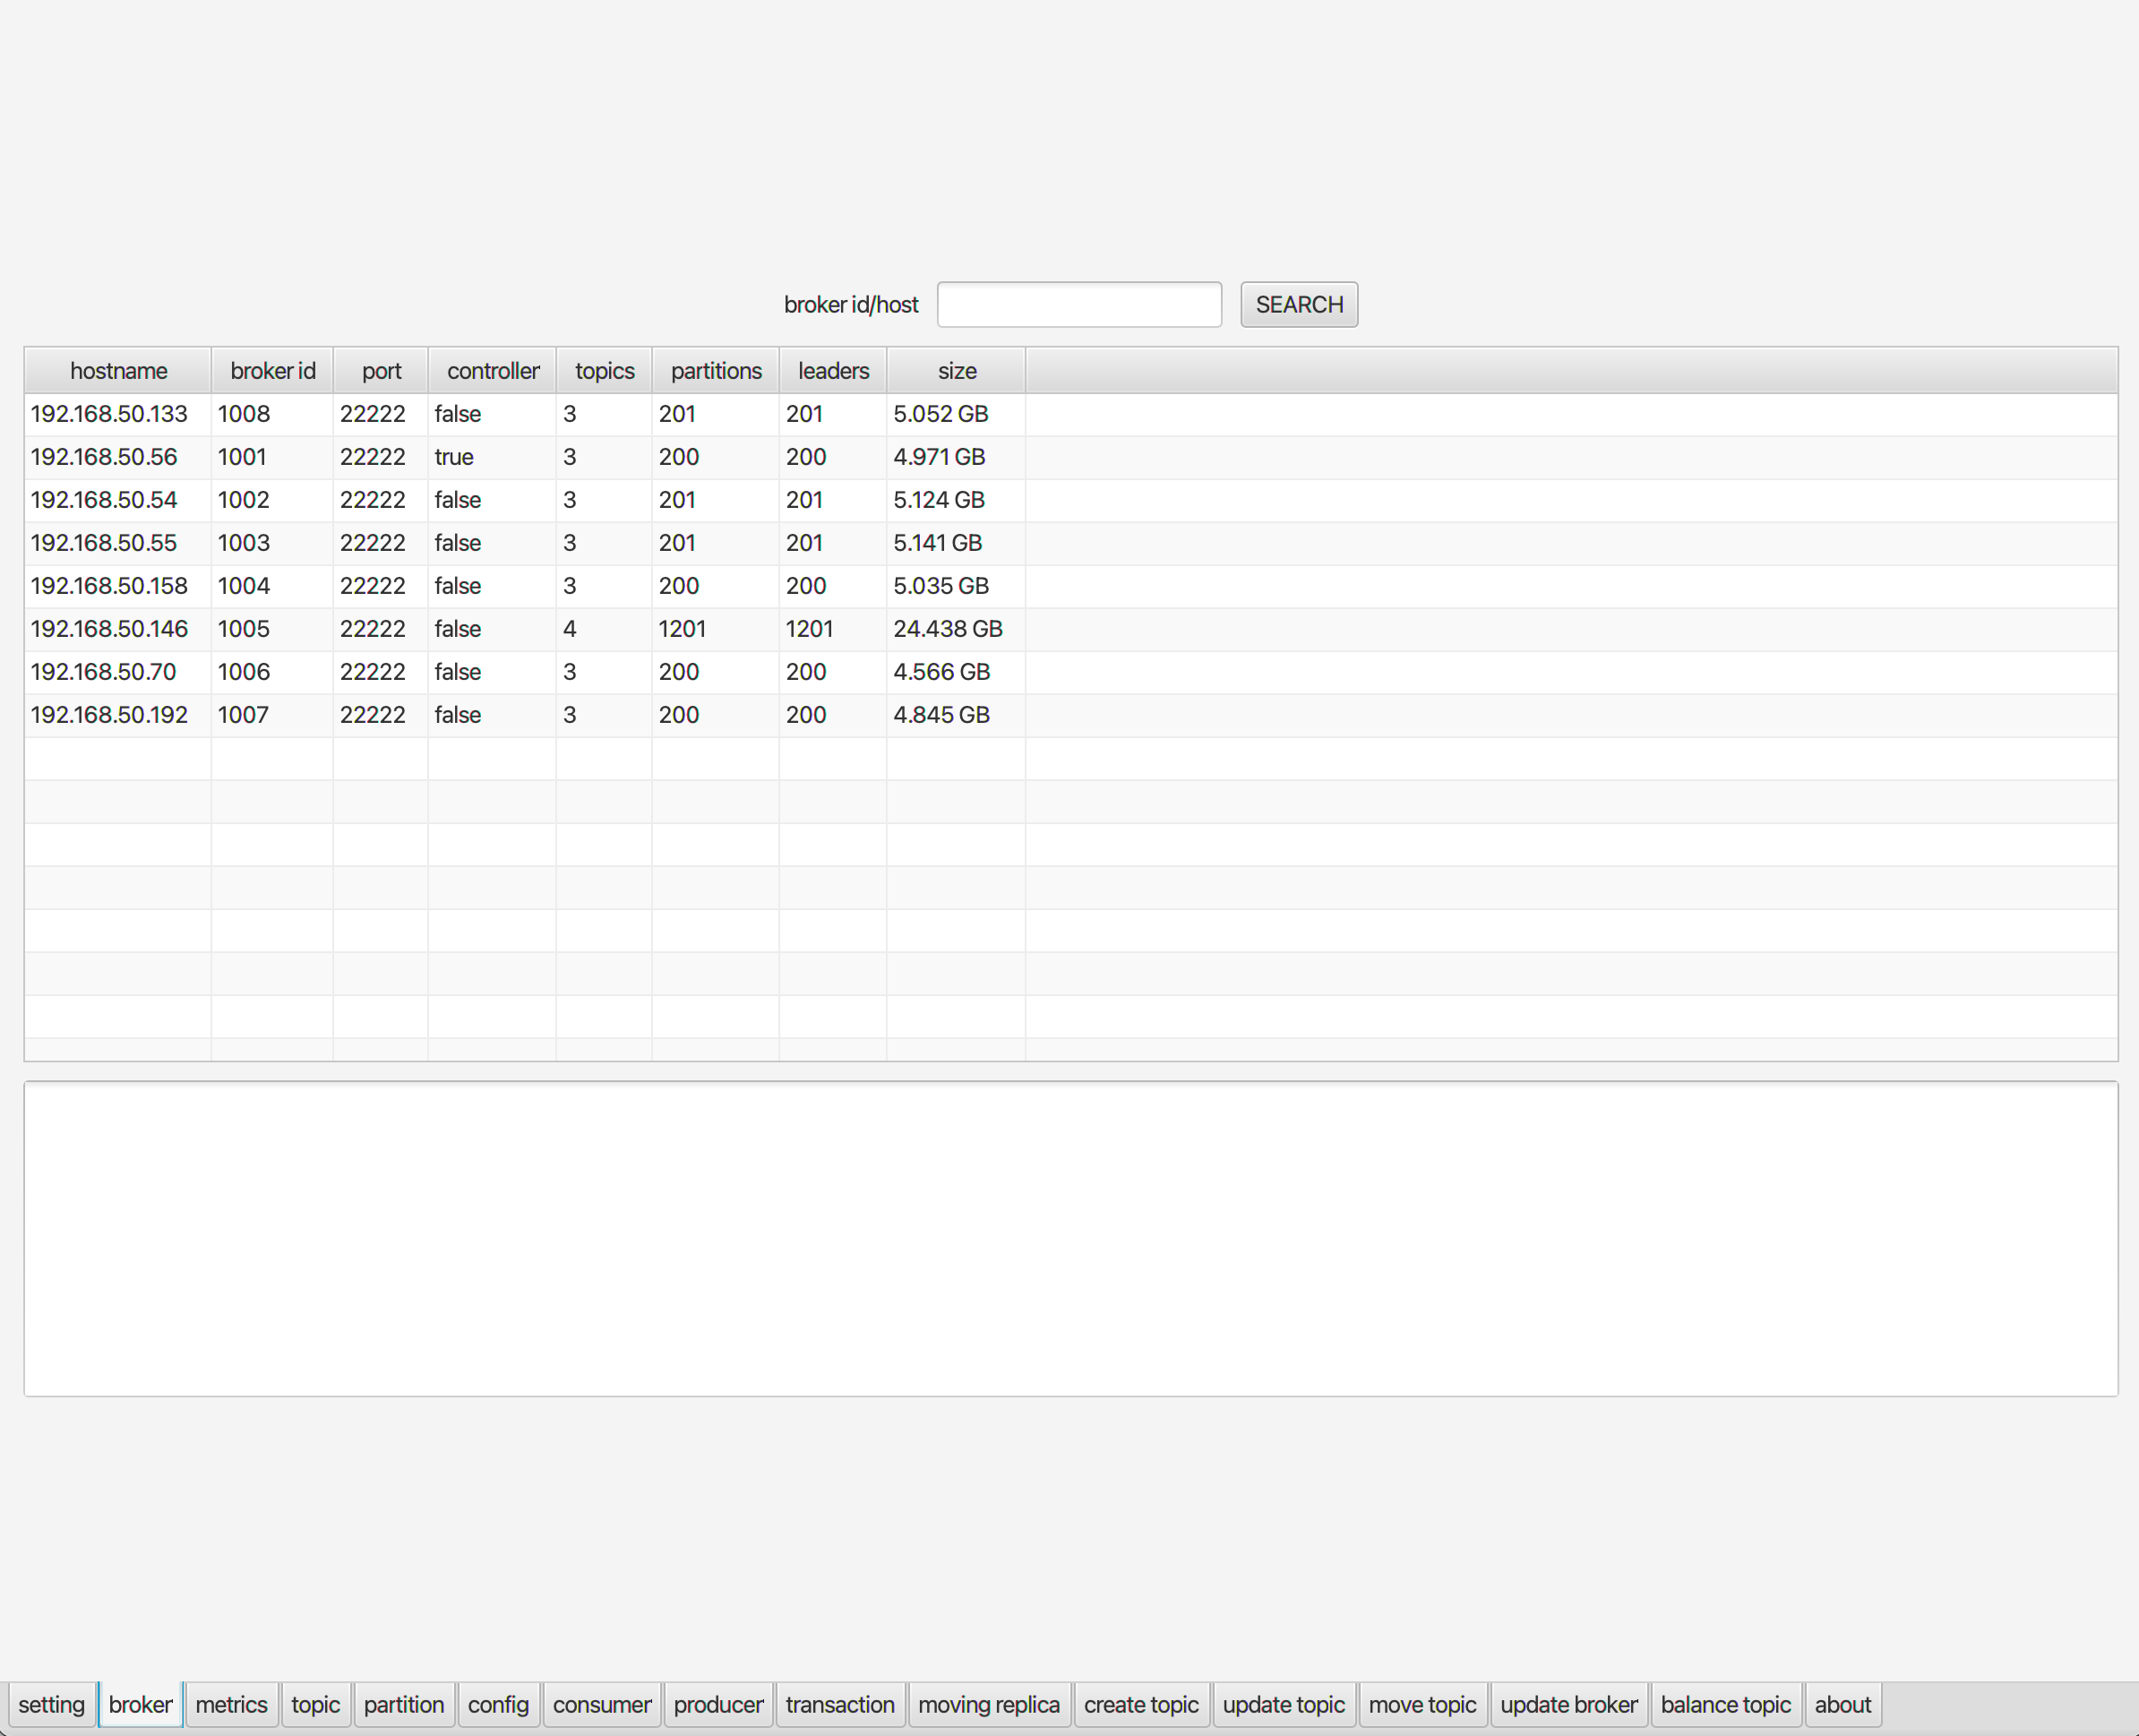 broker id/host SEARCH
hostname broker id port controller topics partitions leaders size
192.168.50.133 1008 22222 false 3 201 201 5.052 GB
192.168.50.56 1001 22222 true 3 200 200 4.971 GB
192.168.50.54 1002 22222 false 3 201 201 5.124 GB
192.168.50.55 1003 22222 false 3 201 201 5.141 GB
192.168.50.158 1004 22222 false 3 200 200 5.035 GB
192.168.50.146 1005 22222 false 4 1201 1201 24.438 GB
192.168.50.70 1006 22222 false 3 200 200 4.566 GB
192.168.50.192 1007 22222 false 3 200 200 4.845 GB
setting broker metrics topic partition config consumer producer transaction moving replica create topic update topic move topic update broker balance topic about